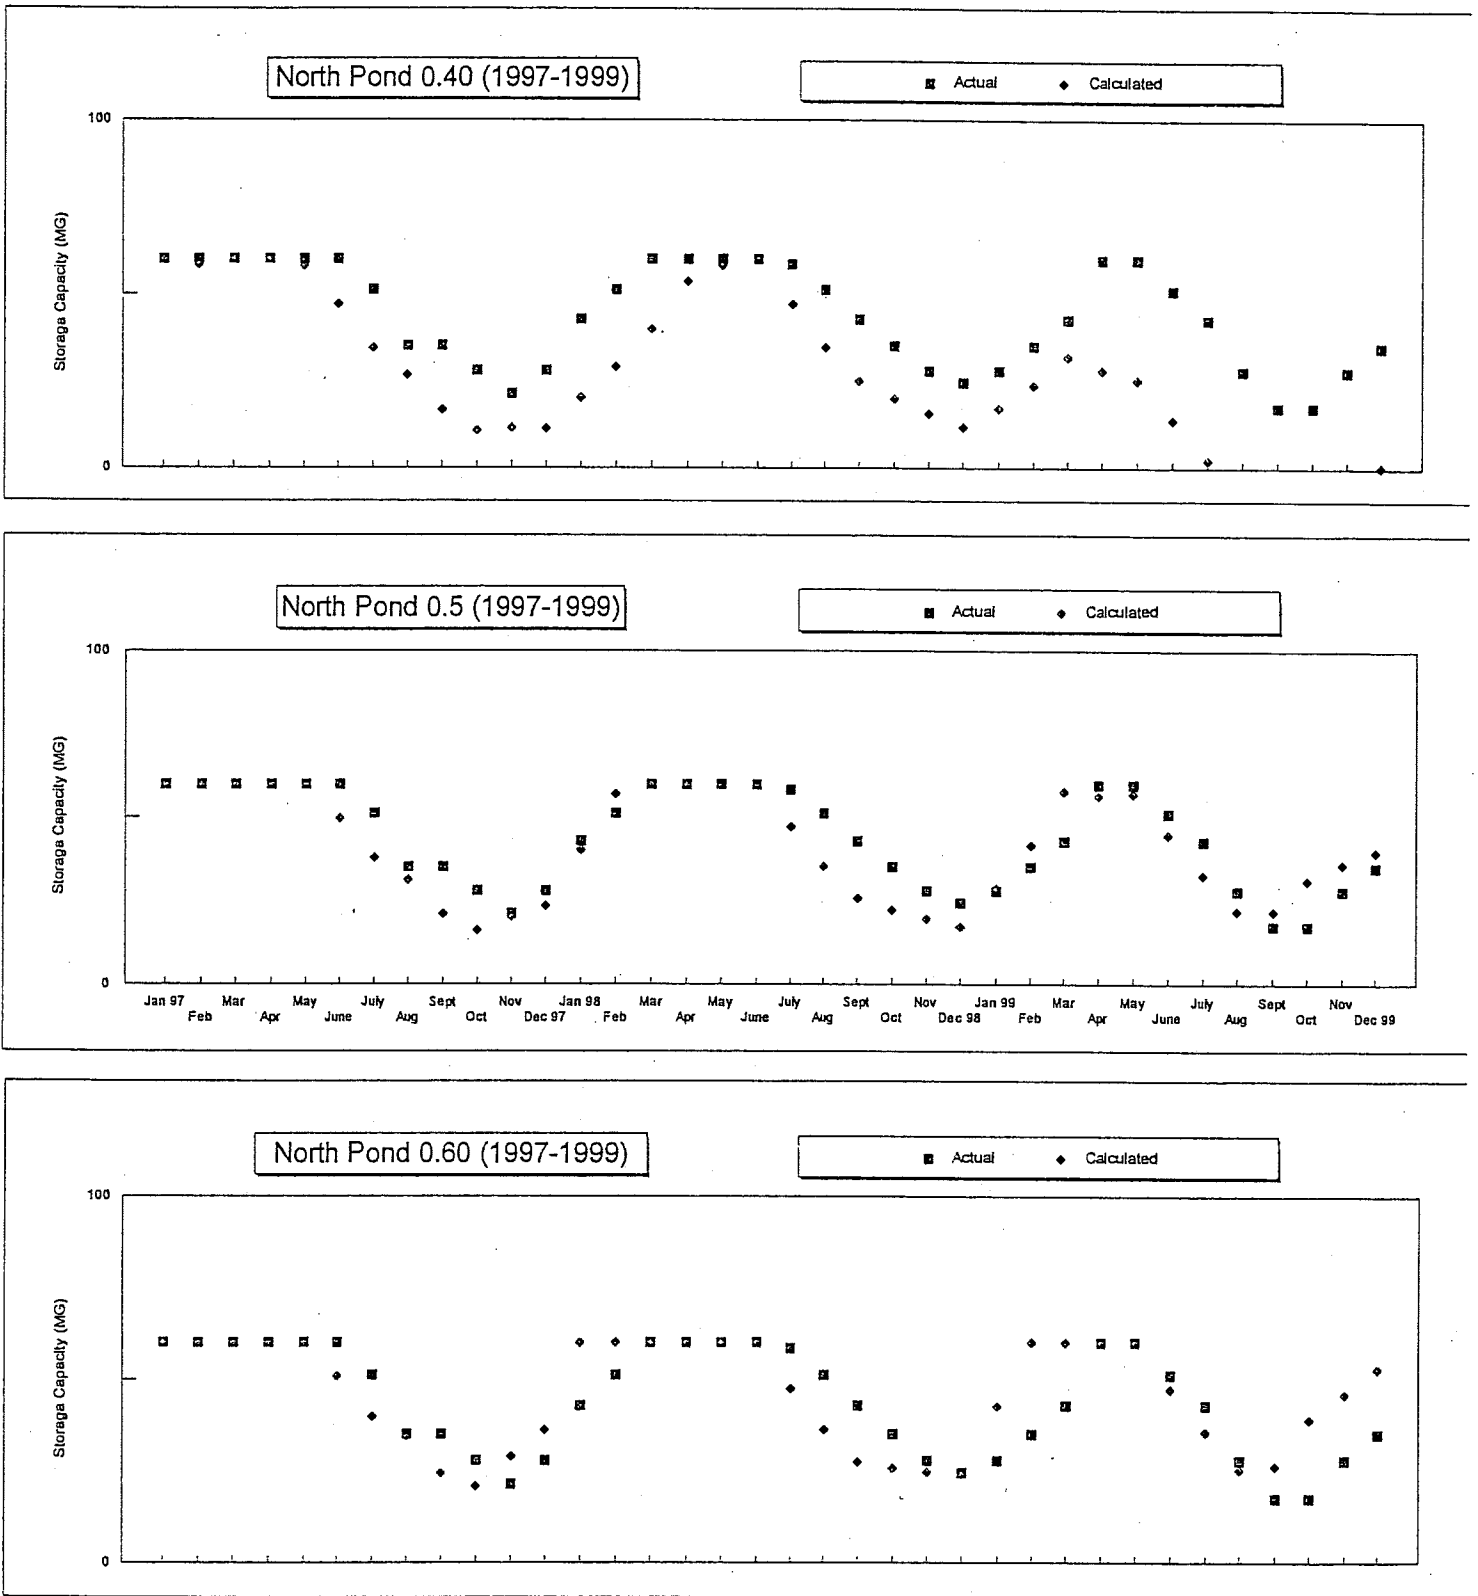 North Pond 0.40 (1997-1999)
Actual Calculated
100
Storaga Capacity (MG)
0
North Pond 0.5 (1997-1999)
Actual Calculated
100
Storaga Capacity (MG)
0
Jan 97 Mar May July Sept Nov Jan 98 Mar May July Sept Nov Jan 99 Mar May July Sept Nov
Feb Apr June Aug Oct Dec 97 Feb Apr June Aug Oct Dec 98 Feb Apr June Aug Oct Dec 99
North Pond 0.60 (1997-1999)
Actual Calculated
100
Storaga Capacity (MG)
0